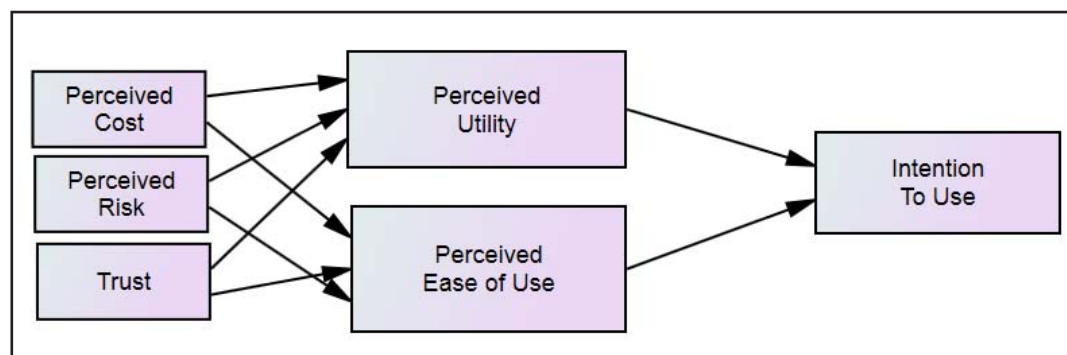 Perceived
Cost
Perceived
Risk
Trust
Perceived
Utility
Perceived
Ease of Use
Intention
To Use